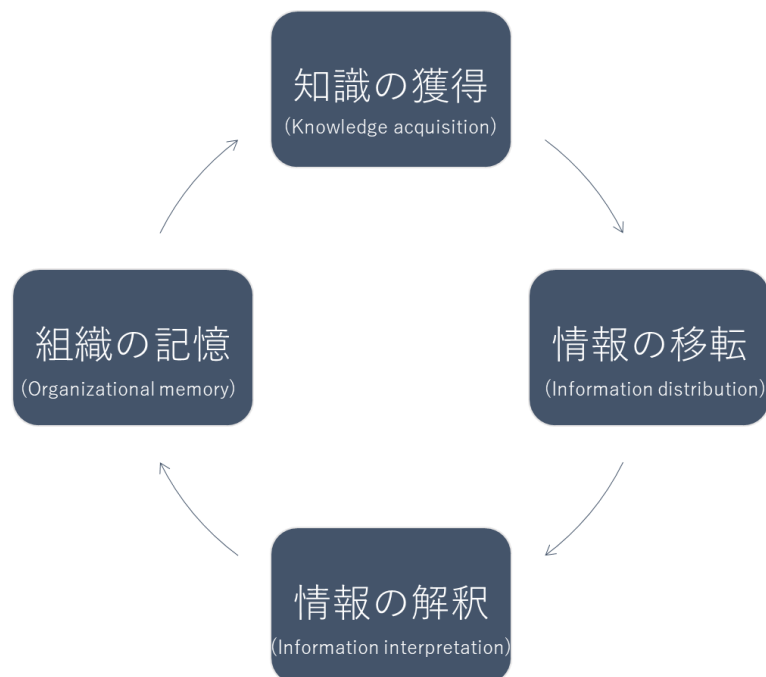 知識の獲得
(Knowledge acquisition)
組織の記憶
(Organizational memory)
情報の移転
(Information distribution)
情報の解釈
(Information interpretation)